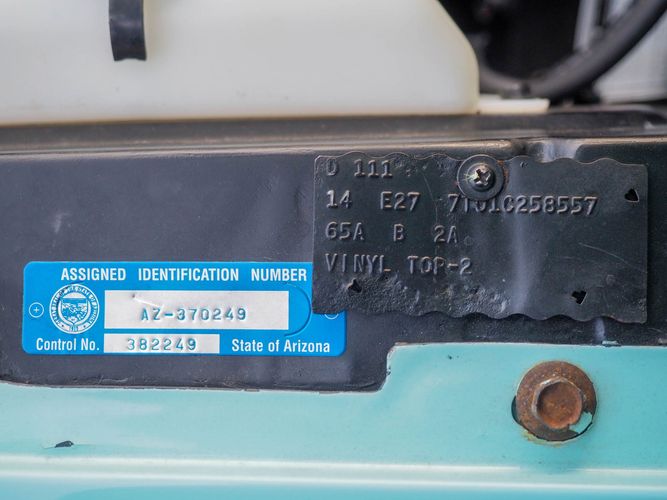 D 111
14 E27 7T01C258557
65A B 2A
VINYL TOP-2
ASSIGNED IDENTIFICATION NUMBER
AZ-370249
Control No. 382249 State of Arizona